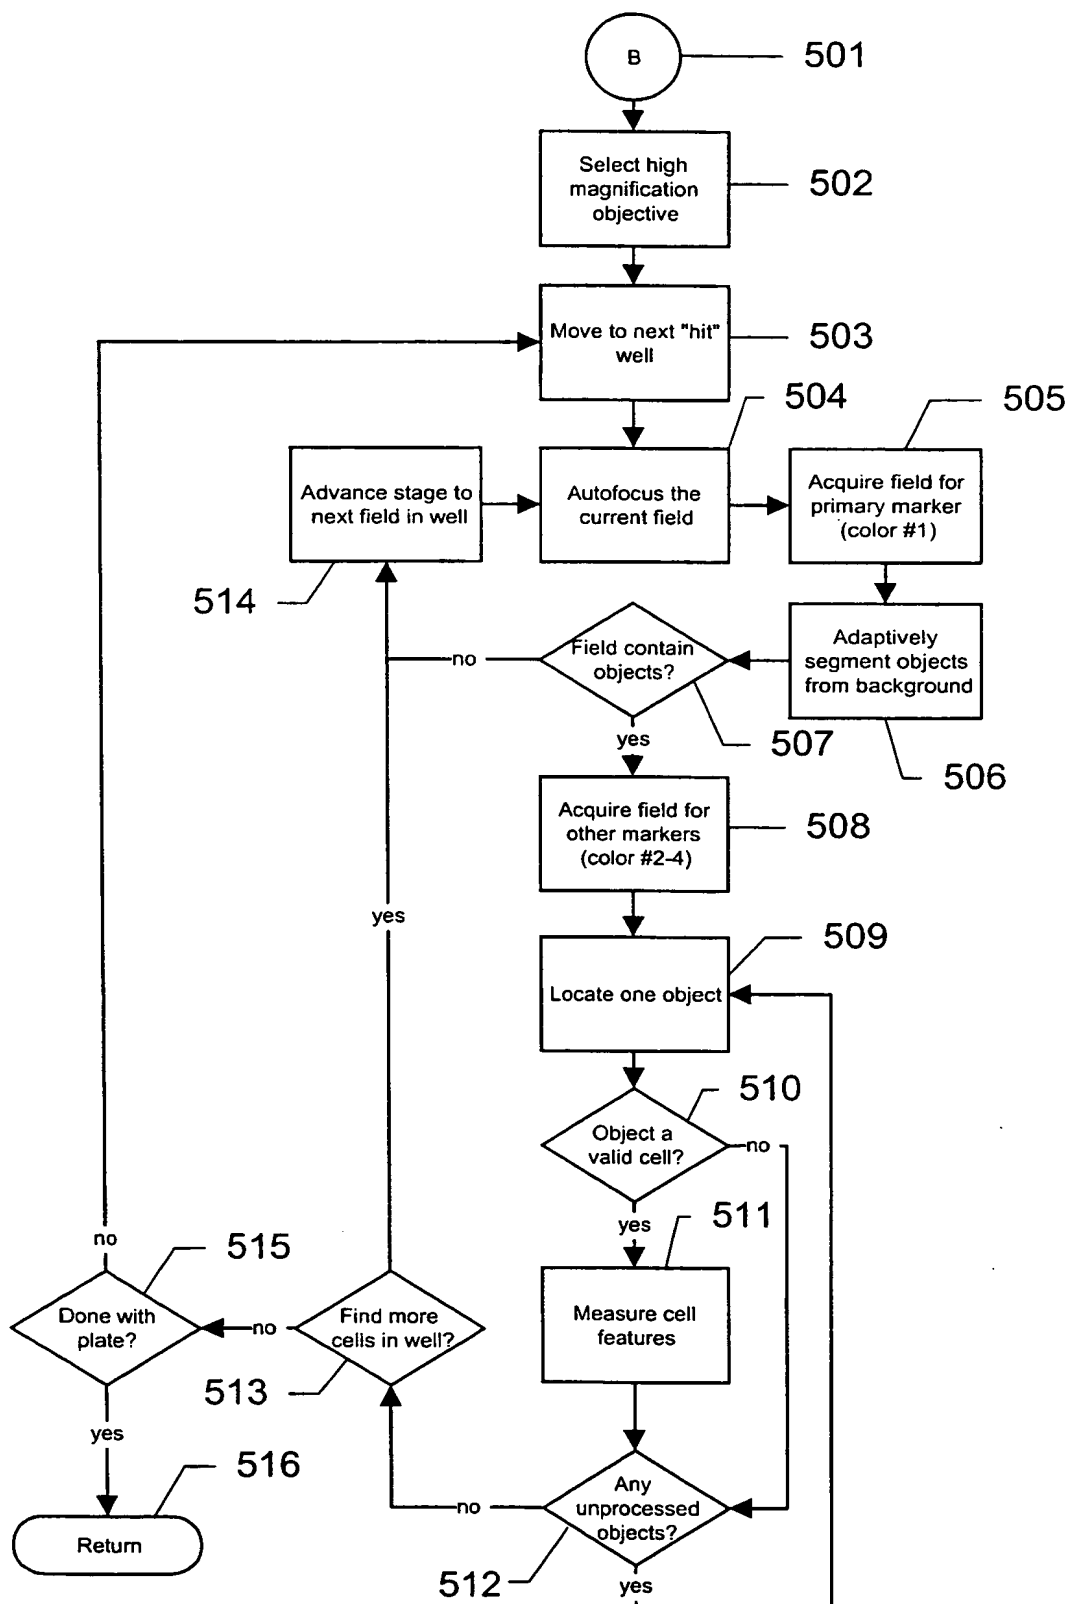 B
501
Select high
magnification
objective
502
Move to next "hit"
well
503
504
505
Advance stage to
next field in well
Autofocus the
current field
Acquire field for
primary marker
(color #1)
514
Field contain
objects?
no
Adaptively
segment objects
from background
yes
507
506
Acquire field for
other markers
(color #2-4)
508
yes
509
Locate one object
510
Object a
valid cell?
no
yes
511
no
515
Done with
plate?
no
Find more
cells in well?
Measure cell
features
513
yes
516
Return
no
Any
unprocessed
objects?
512
yes